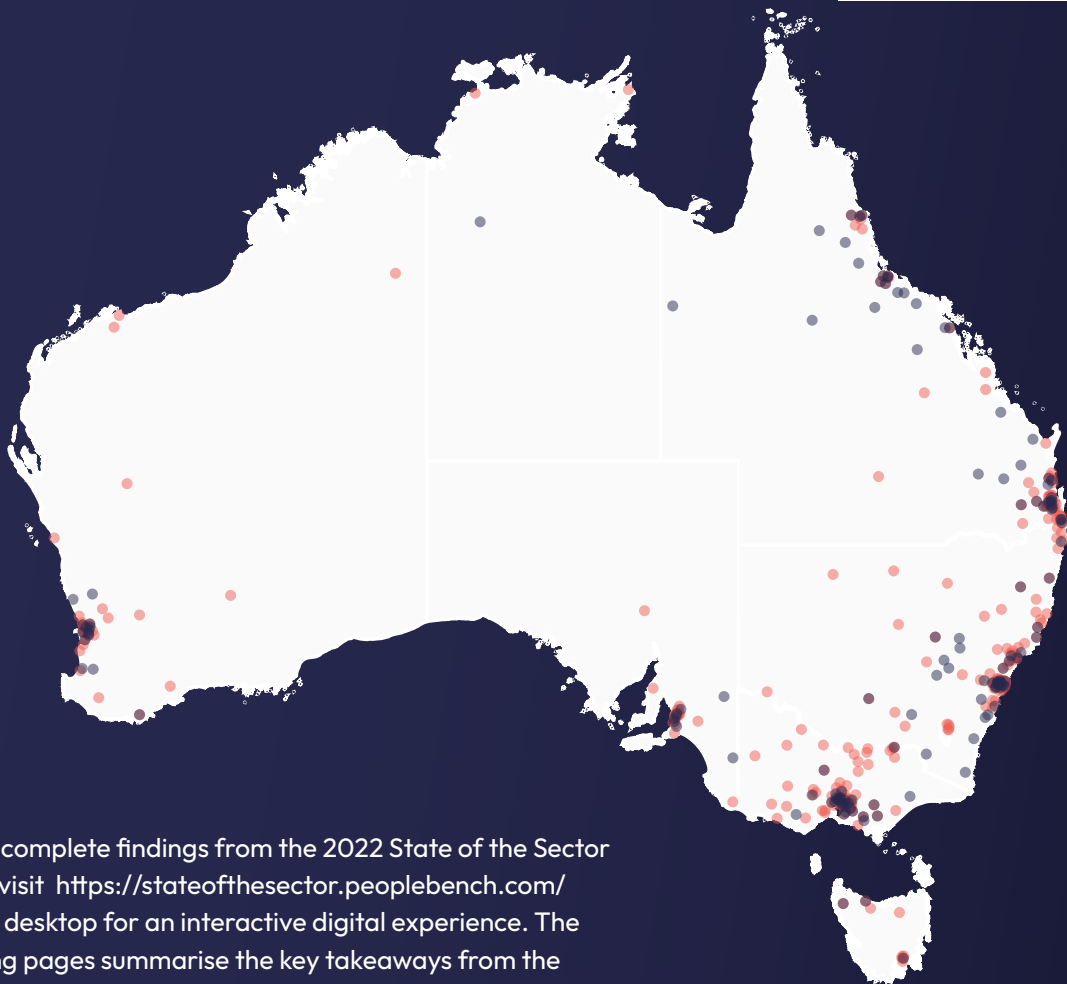 complete findings from the 2022 State of the Sector
visit https://stateofthesector.peoplebench.com/
desktop for an interactive digital experience. The
pages summarise the key takeaways from the